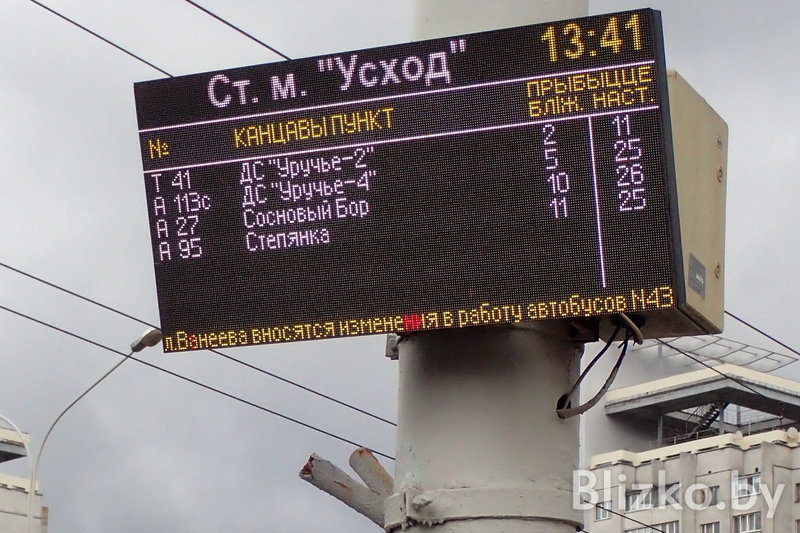 Ст. м. "Усход" 13:41
№ КАНЦАВЫ ПУНКТ ПРЫБЫЦЦЕ
БЛІЖ. НАСТ.
Т 41 ДС "Уручье-2" 2 11
А 113с ДС "Уручье-4" 5 25
А 27 Сосновый Бор 10 26
А 95 Степянка 11 25
л.Ванеева вносятся изменения в работу автобусов N43
Blizko.by